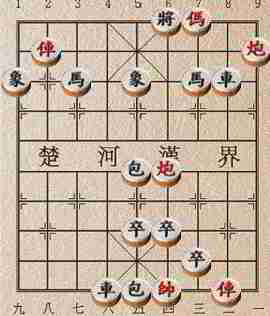 1 2 3 4 5 6 7 8 9
將 傌
俥 炮
象 馬 象 馬 車
楚 河 漢 界
包 炮
卒 卒
卒
車 包 帥 俥
九 八 七 六 五 四 三 二 一